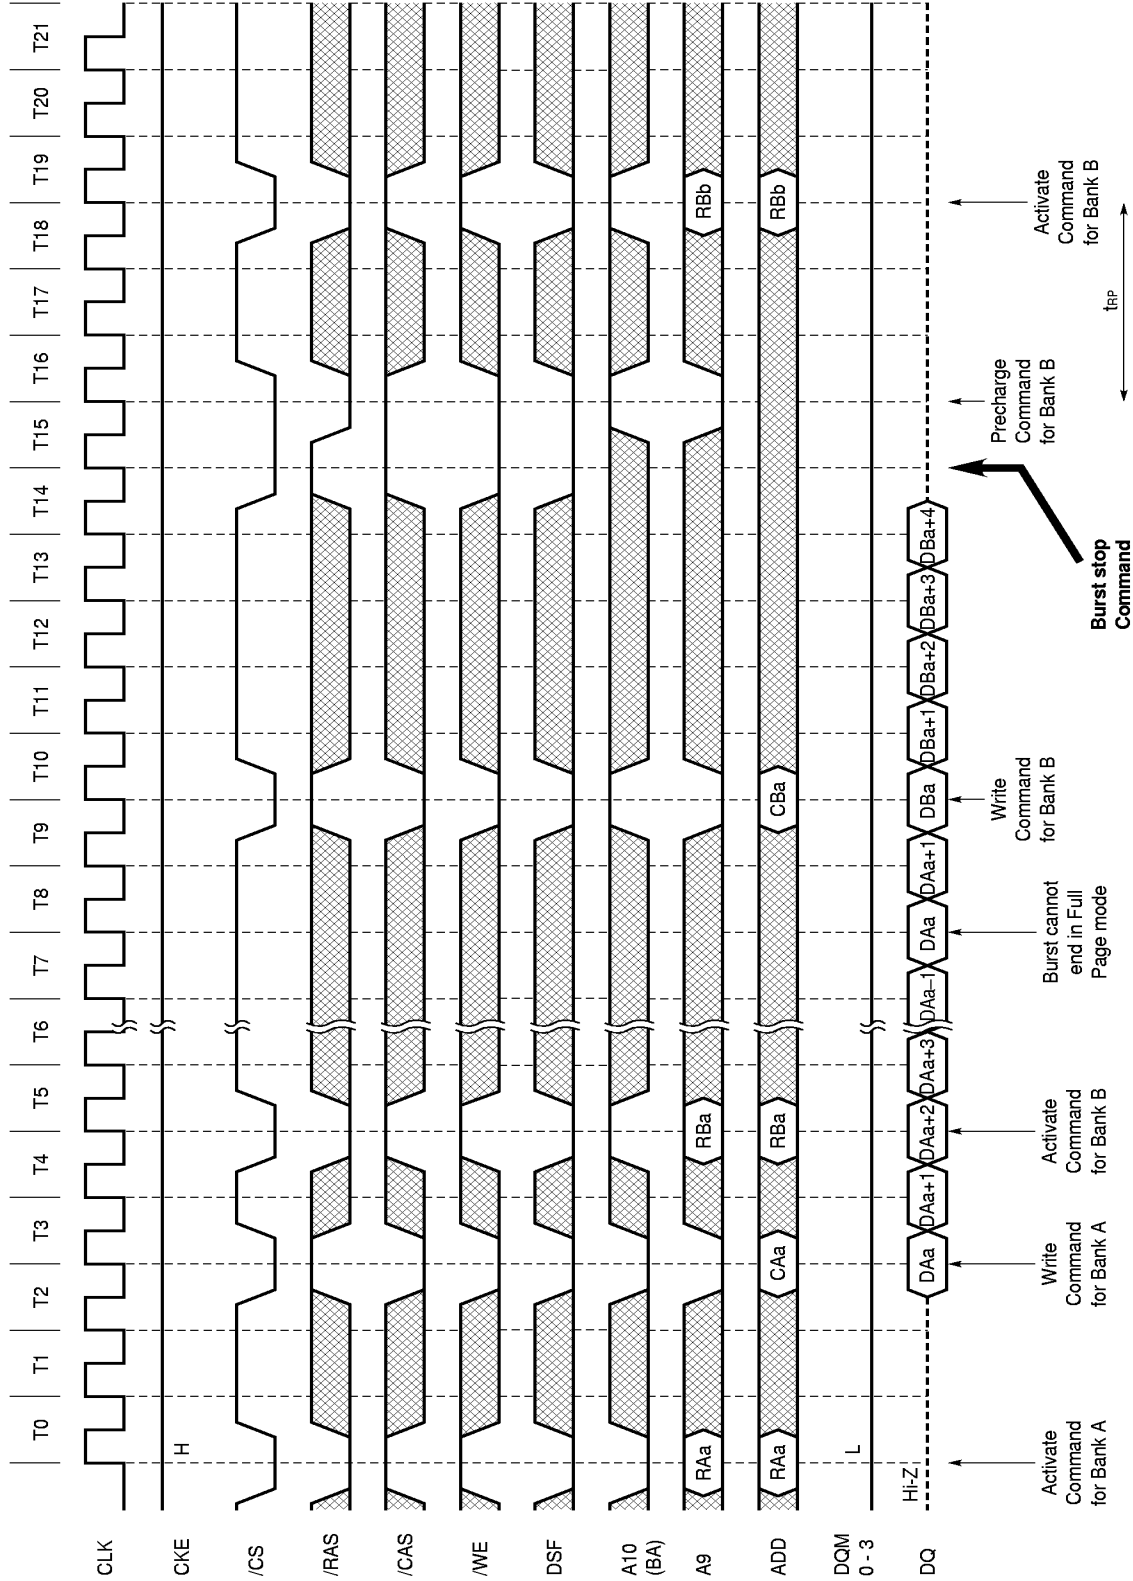 T0 T1 T2 T3 T4 T5 T6 T7 T8 T9 T10 T11 T12 T13 T14 T15 T16 T17 T18 T19 T20 T21
CLK
CKE H
/CS
/RAS
/CAS
/WE
DSF
A10
(BA)
A9 RAa RBa RBb
ADD RAa CAa RBa CBa RBb
DQM
0 - 3
L
DQ Hi-Z DAa DAa+1 DAa+2 DAa+3 DAa–1 DAa DAa+1 DBa DBa+1 DBa+2 DBa+3 DBa+4
Activate
Command
for Bank A
Write
Command
for Bank A
Activate
Command
for Bank B
Burst cannot
end in Full
Page mode
Write
Command
for Bank B
Burst stop
Command
Precharge
Command
for Bank B
tRP
Activate
Command
for Bank B